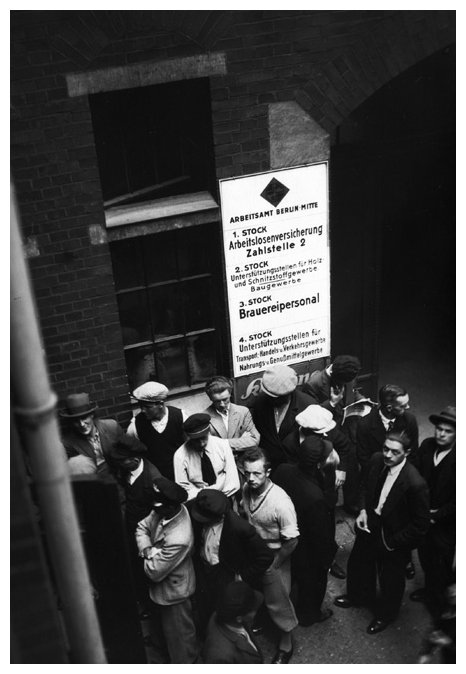 ARBEITSAMT BERLIN-MITTE
1. STOCK
Arbeitslosenversicherung
Zahlstelle 2
2. STOCK
Unterstützungsstellen für Holz-
und Schnitzstoffgewerbe
Baugewerbe
3. STOCK
Brauereipersonal
4. STOCK
Unterstützungsstellen für
Transport-Handels-u.Verkehrsgewerbe
Nahrungs-u.Genußmittelgewerbe